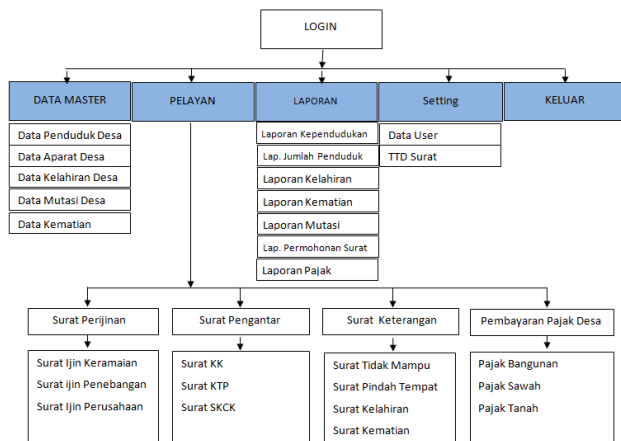 LOGIN
DATA MASTER
PELAYAN
LAPORAN
Setting
KELUAR
Data Penduduk Desa
Data Aparat Desa
Data Kelahiran Desa
Data Mutasi Desa
Data Kematian
Laporan Kependudukan
Lap. Jumlah Penduduk
Laporan Kelahiran
Laporan Kematian
Laporan Mutasi
Lap. Permohonan Surat
Laporan Pajak
Data User
TTD Surat
Surat Perijinan
Surat Pengantar
Surat Keterangan
Pembayaran Pajak Desa
Surat Ijin Keramaian
Surat ijin Penebangan
Surat Ijin Perusahaan
Surat KK
Surat KTP
Surat SKCK
Surat Tidak Mampu
Surat Pindah Tempat
Surat Kelahiran
Surat Kematian
Pajak Bangunan
Pajak Sawah
Pajak Tanah